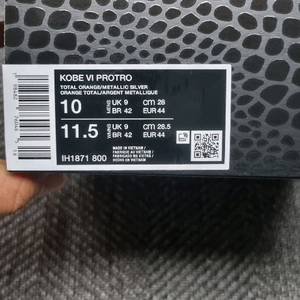 KOBE VI PROTRO
TOTAL ORANGE/METALLIC SILVER
ORANGE TOTAL/ARGENT METALLIQUE
10 MENS UK 9 CM 28
BR 42 EUR 44
11.5 WMNS UK 9 CM 28.5
BR 42 EUR 44
IH1871 800
MADE IN VIETNAM /
FABRIQUÉ AU VIETNAM /
HECHO EN VIETNAM